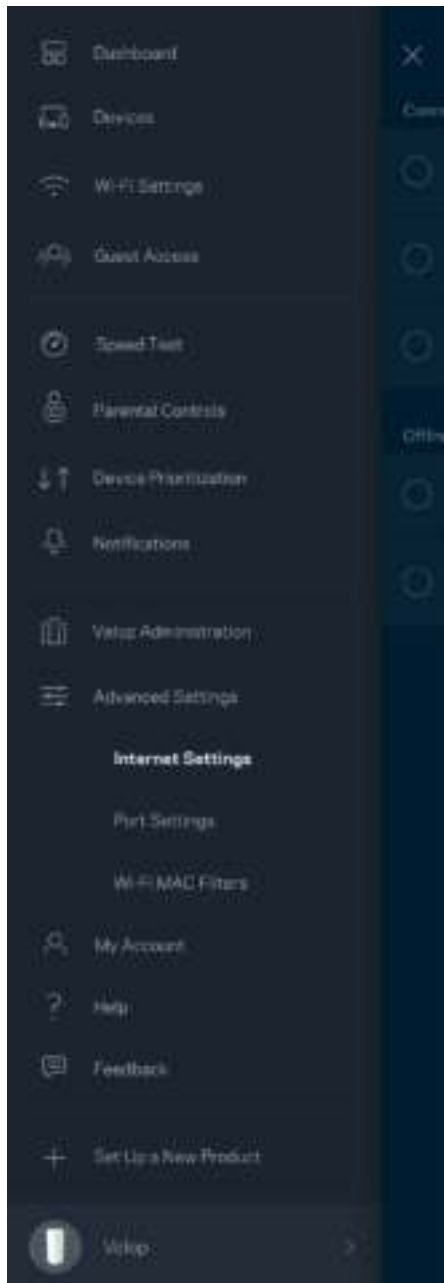 Dashboard
Devices
Wi-Fi Settings
Guest Access
Speed Test
Parental Controls
Device Prioritization
Notifications
Velop Administration
Advanced Settings
Internet Settings
Port Settings
Wi-Fi MAC Filters
My Account
Help
Feedback
Set Up a New Product
Velop